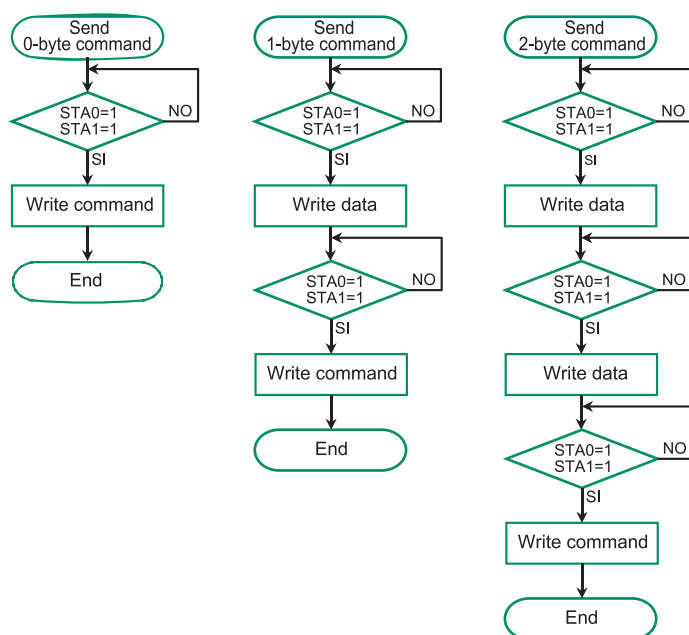 Send
0-byte command
STA0=1
STA1=1
NO
SI
Write command
End
Send
1-byte command
STA0=1
STA1=1
NO
SI
Write data
STA0=1
STA1=1
NO
SI
Write command
End
Send
2-byte command
STA0=1
STA1=1
NO
SI
Write data
STA0=1
STA1=1
NO
SI
Write data
STA0=1
STA1=1
NO
SI
Write command
End